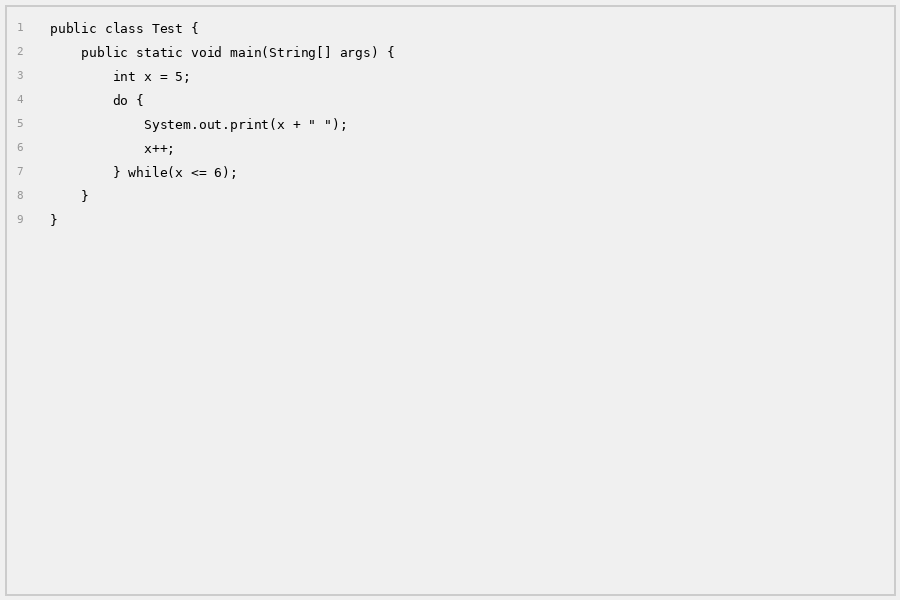 1 public class Test {
2     public static void main(String[] args) {
3         int x = 5;
4         do {
5             System.out.print(x + " ");
6             x++;
7         } while(x <= 6);
8     }
9 }